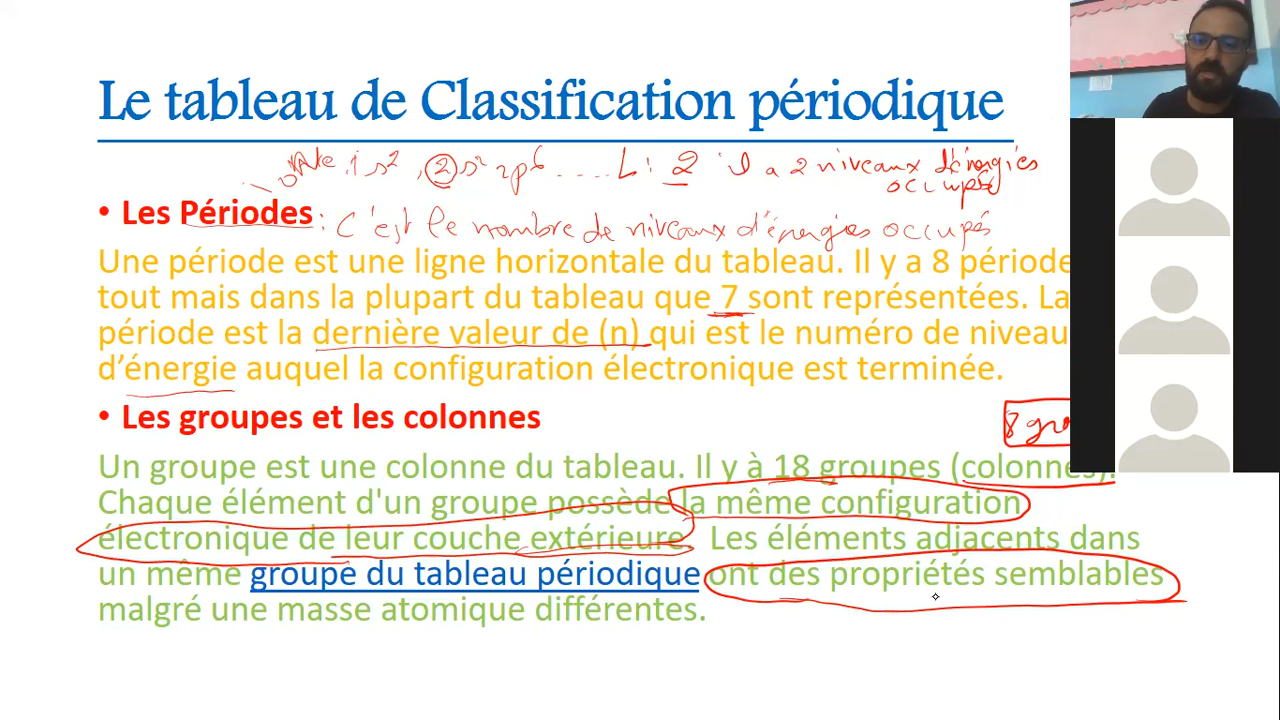 Le tableau de Classification périodique
Note 1s², 2s² 2p⁶ ..... L : 2 il a 2 niveaux d'énergies
occupés
• Les Périodes : C'est le nombre de niveaux d'énergies occupés
Une période est une ligne horizontale du tableau. Il y a 8 période
tout mais dans la plupart du tableau que 7 sont représentées. La
période est la dernière valeur de (n) qui est le numéro de niveau
d’énergie auquel la configuration électronique est terminée.
• Les groupes et les colonnes
8 gro
Un groupe est une colonne du tableau. Il y à 18 groupes (colonnes).
Chaque élément d'un groupe possède la même configuration
électronique de leur couche extérieure. Les éléments adjacents dans
un même groupe du tableau périodique ont des propriétés semblables
malgré une masse atomique différentes.